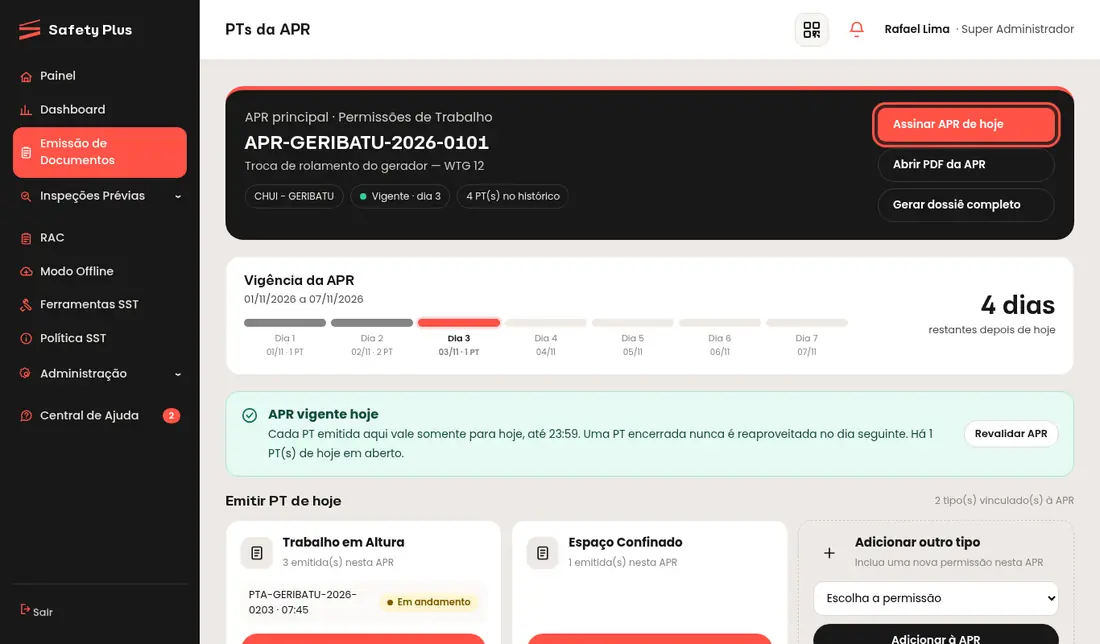 Safety Plus
Painel
Dashboard
Emissão de
Documentos
Inspeções Prévias
RAC
Modo Offline
Ferramentas SST
Política SST
Administração
Central de Ajuda 2
Sair
PTs da APR
Rafael Lima · Super Administrador
APR principal · Permissões de Trabalho
APR-GERIBATU-2026-0101
Troca de rolamento do gerador — WTG 12
CHUI - GERIBATU
Vigente · dia 3
4 PT(s) no histórico
Assinar APR de hoje
Abrir PDF da APR
Gerar dossiê completo
Vigência da APR
01/11/2026 a 07/11/2026
Dia 1
01/11 · 1 PT
Dia 2
02/11 · 2 PT
Dia 3
03/11 · 1 PT
Dia 4
04/11
Dia 5
05/11
Dia 6
06/11
Dia 7
07/11
4 dias
restantes depois de hoje
APR vigente hoje
Cada PT emitida aqui vale somente para hoje, até 23:59. Uma PT encerrada nunca é reaproveitada no dia seguinte. Há 1
PT(s) de hoje em aberto.
Revalidar APR
Emitir PT de hoje
2 tipo(s) vinculado(s) à APR
Trabalho em Altura
3 emitida(s) nesta APR
PTA-GERIBATU-2026-
0203 · 07:45
Em andamento
Espaço Confinado
1 emitida(s) nesta APR
Adicionar outro tipo
Inclua uma nova permissão nesta APR
Escolha a permissão
Adicionar à APR